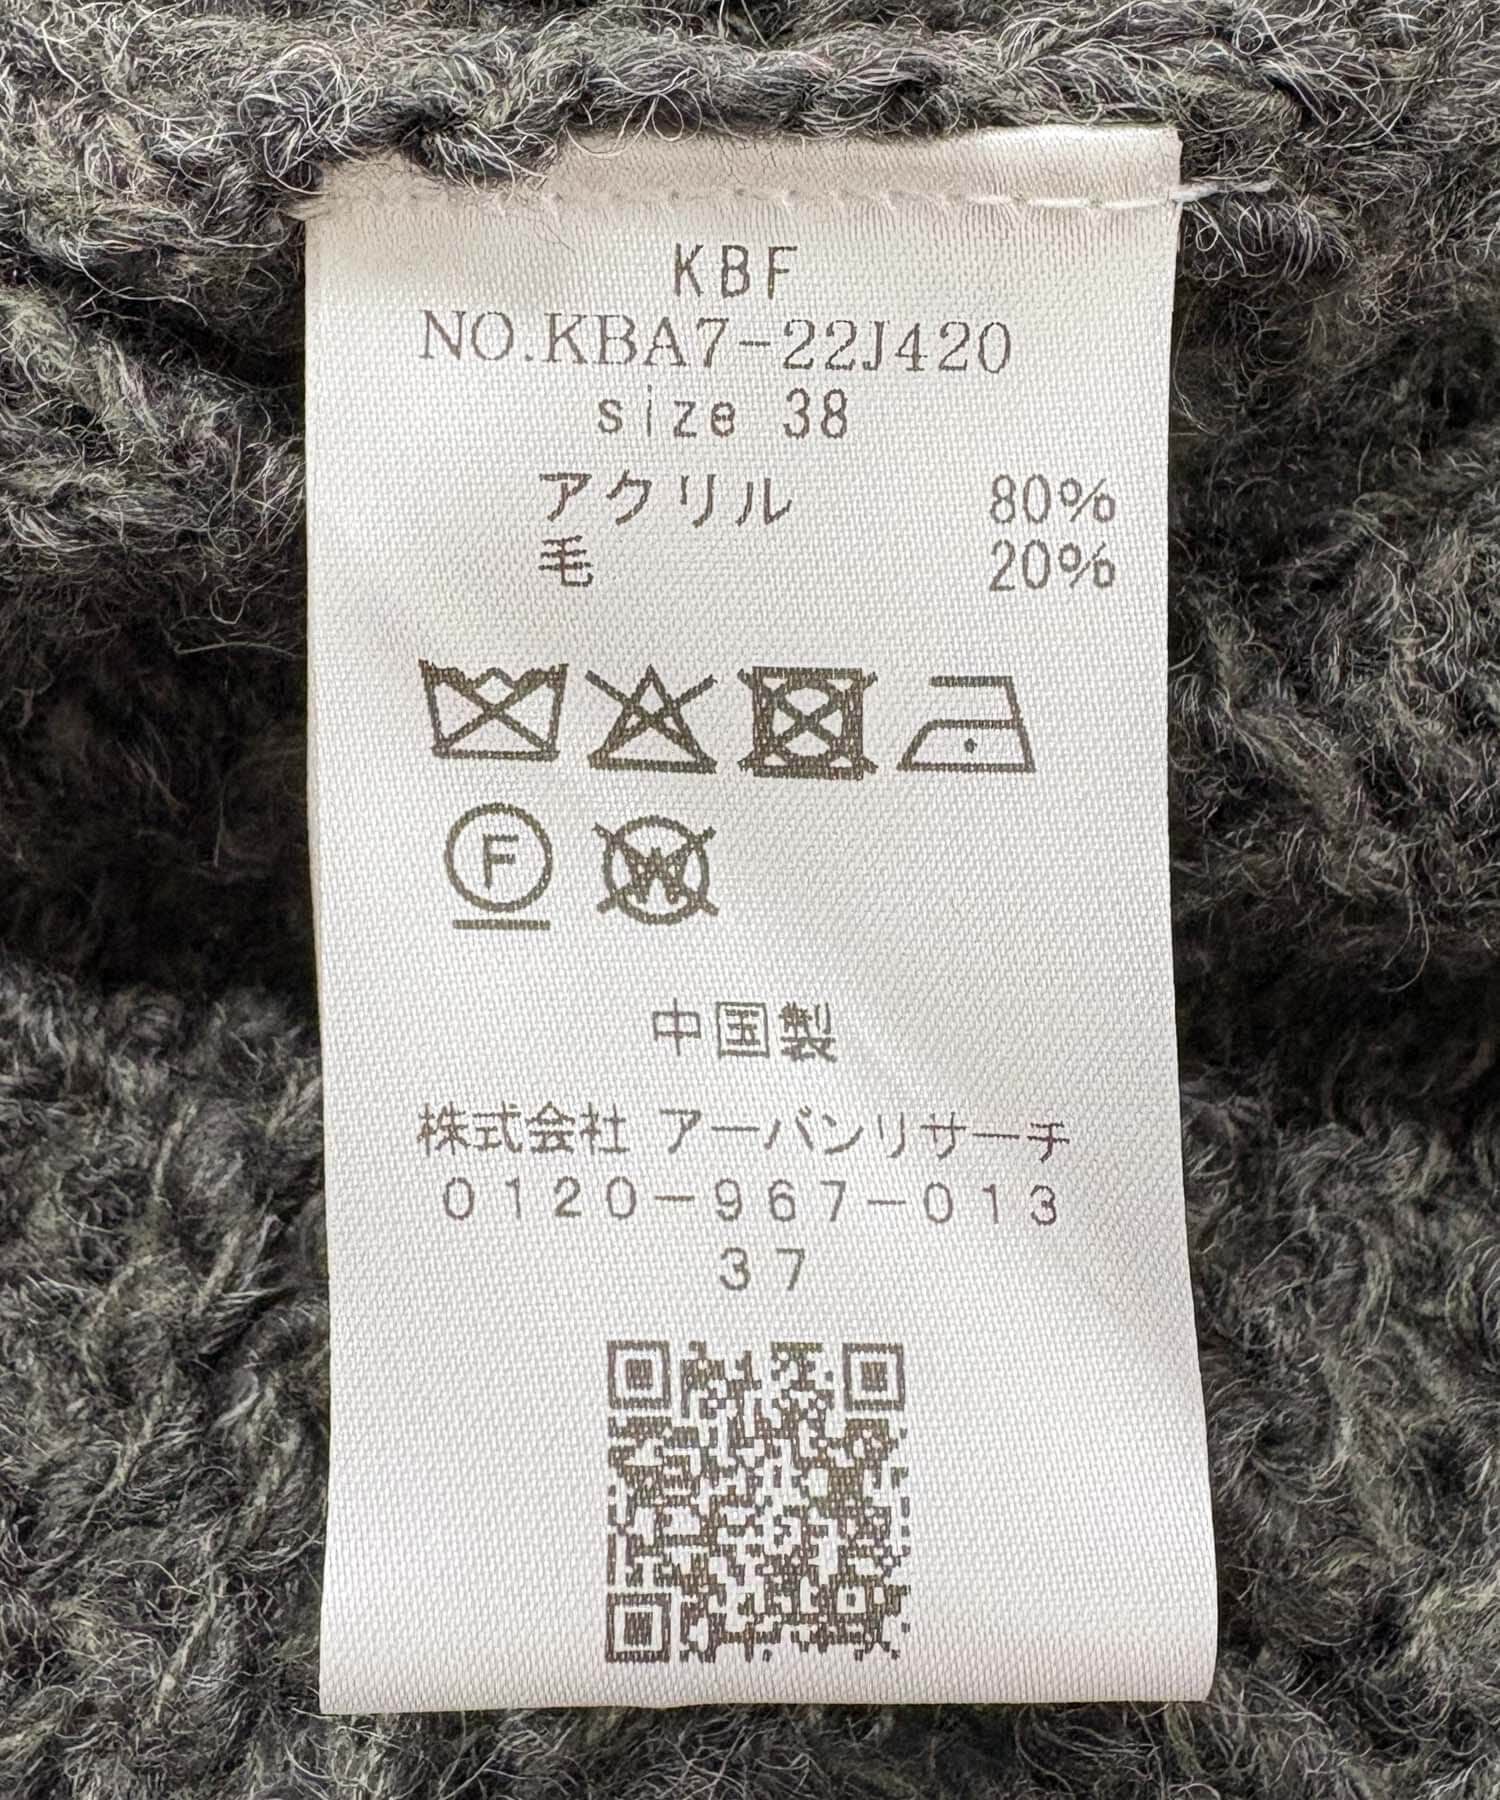 KBF
NO.KBA7-22J420
size 38
アクリル 80%
毛 20%
F
W
中国製
株式会社 アーバンリサーチ
0120-967-013
37